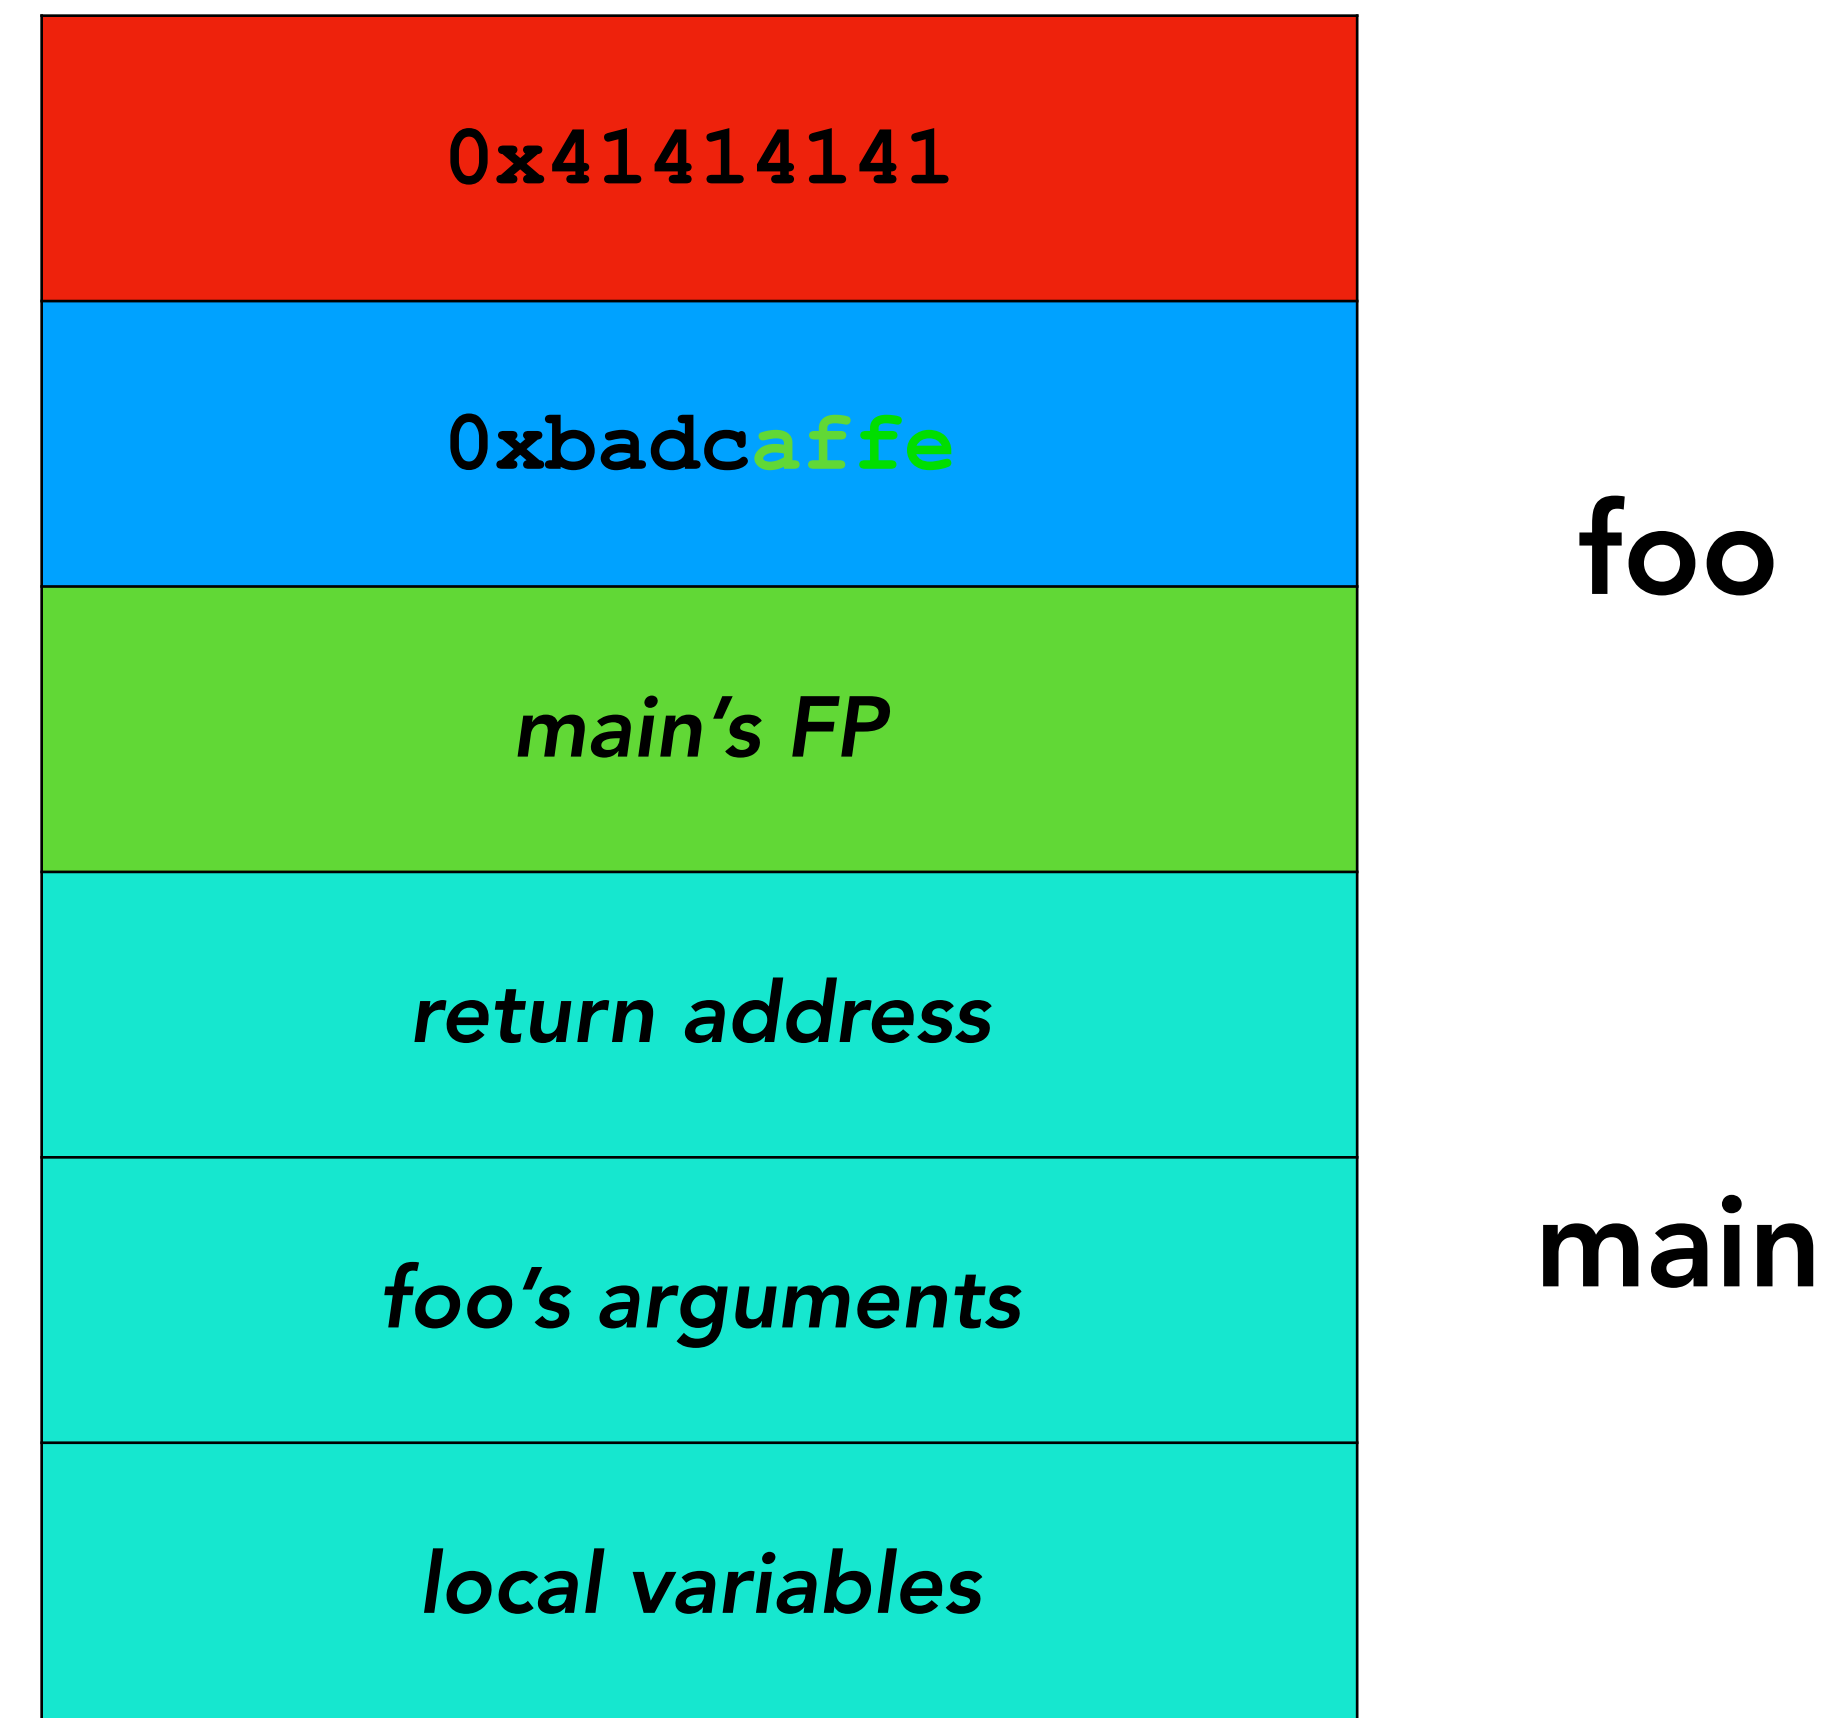 0x41414141
0xbadcaffe
foo
main’s FP
return address
main
foo’s arguments
local variables